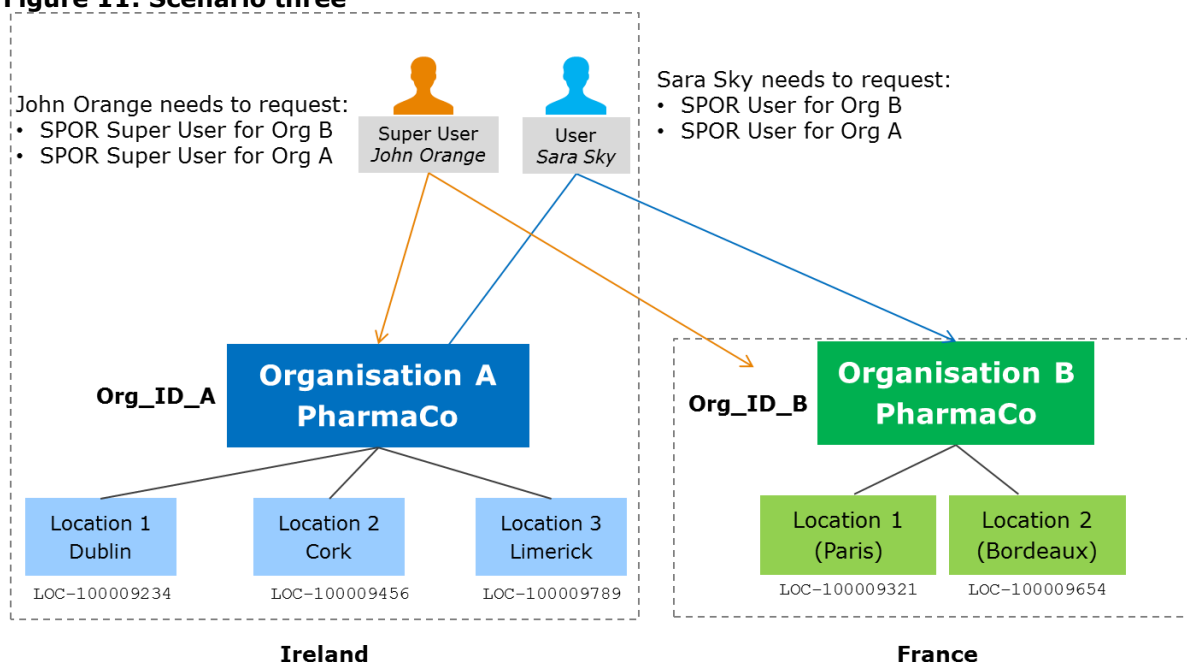 Figure 11: Scenario three
John Orange needs to request:
• SPOR Super User for Org B
• SPOR Super User for Org A
Super User
John Orange
User
Sara Sky
Sara Sky needs to request:
• SPOR User for Org B
• SPOR User for Org A
Org_ID_A
Organisation A
PharmaCo
Org_ID_B
Organisation B
PharmaCo
Location 1
Dublin
LOC-100009234
Location 2
Cork
LOC-100009456
Location 3
Limerick
LOC-100009789
Location 1
(Paris)
LOC-100009321
Location 2
(Bordeaux)
LOC-100009654
Ireland
France